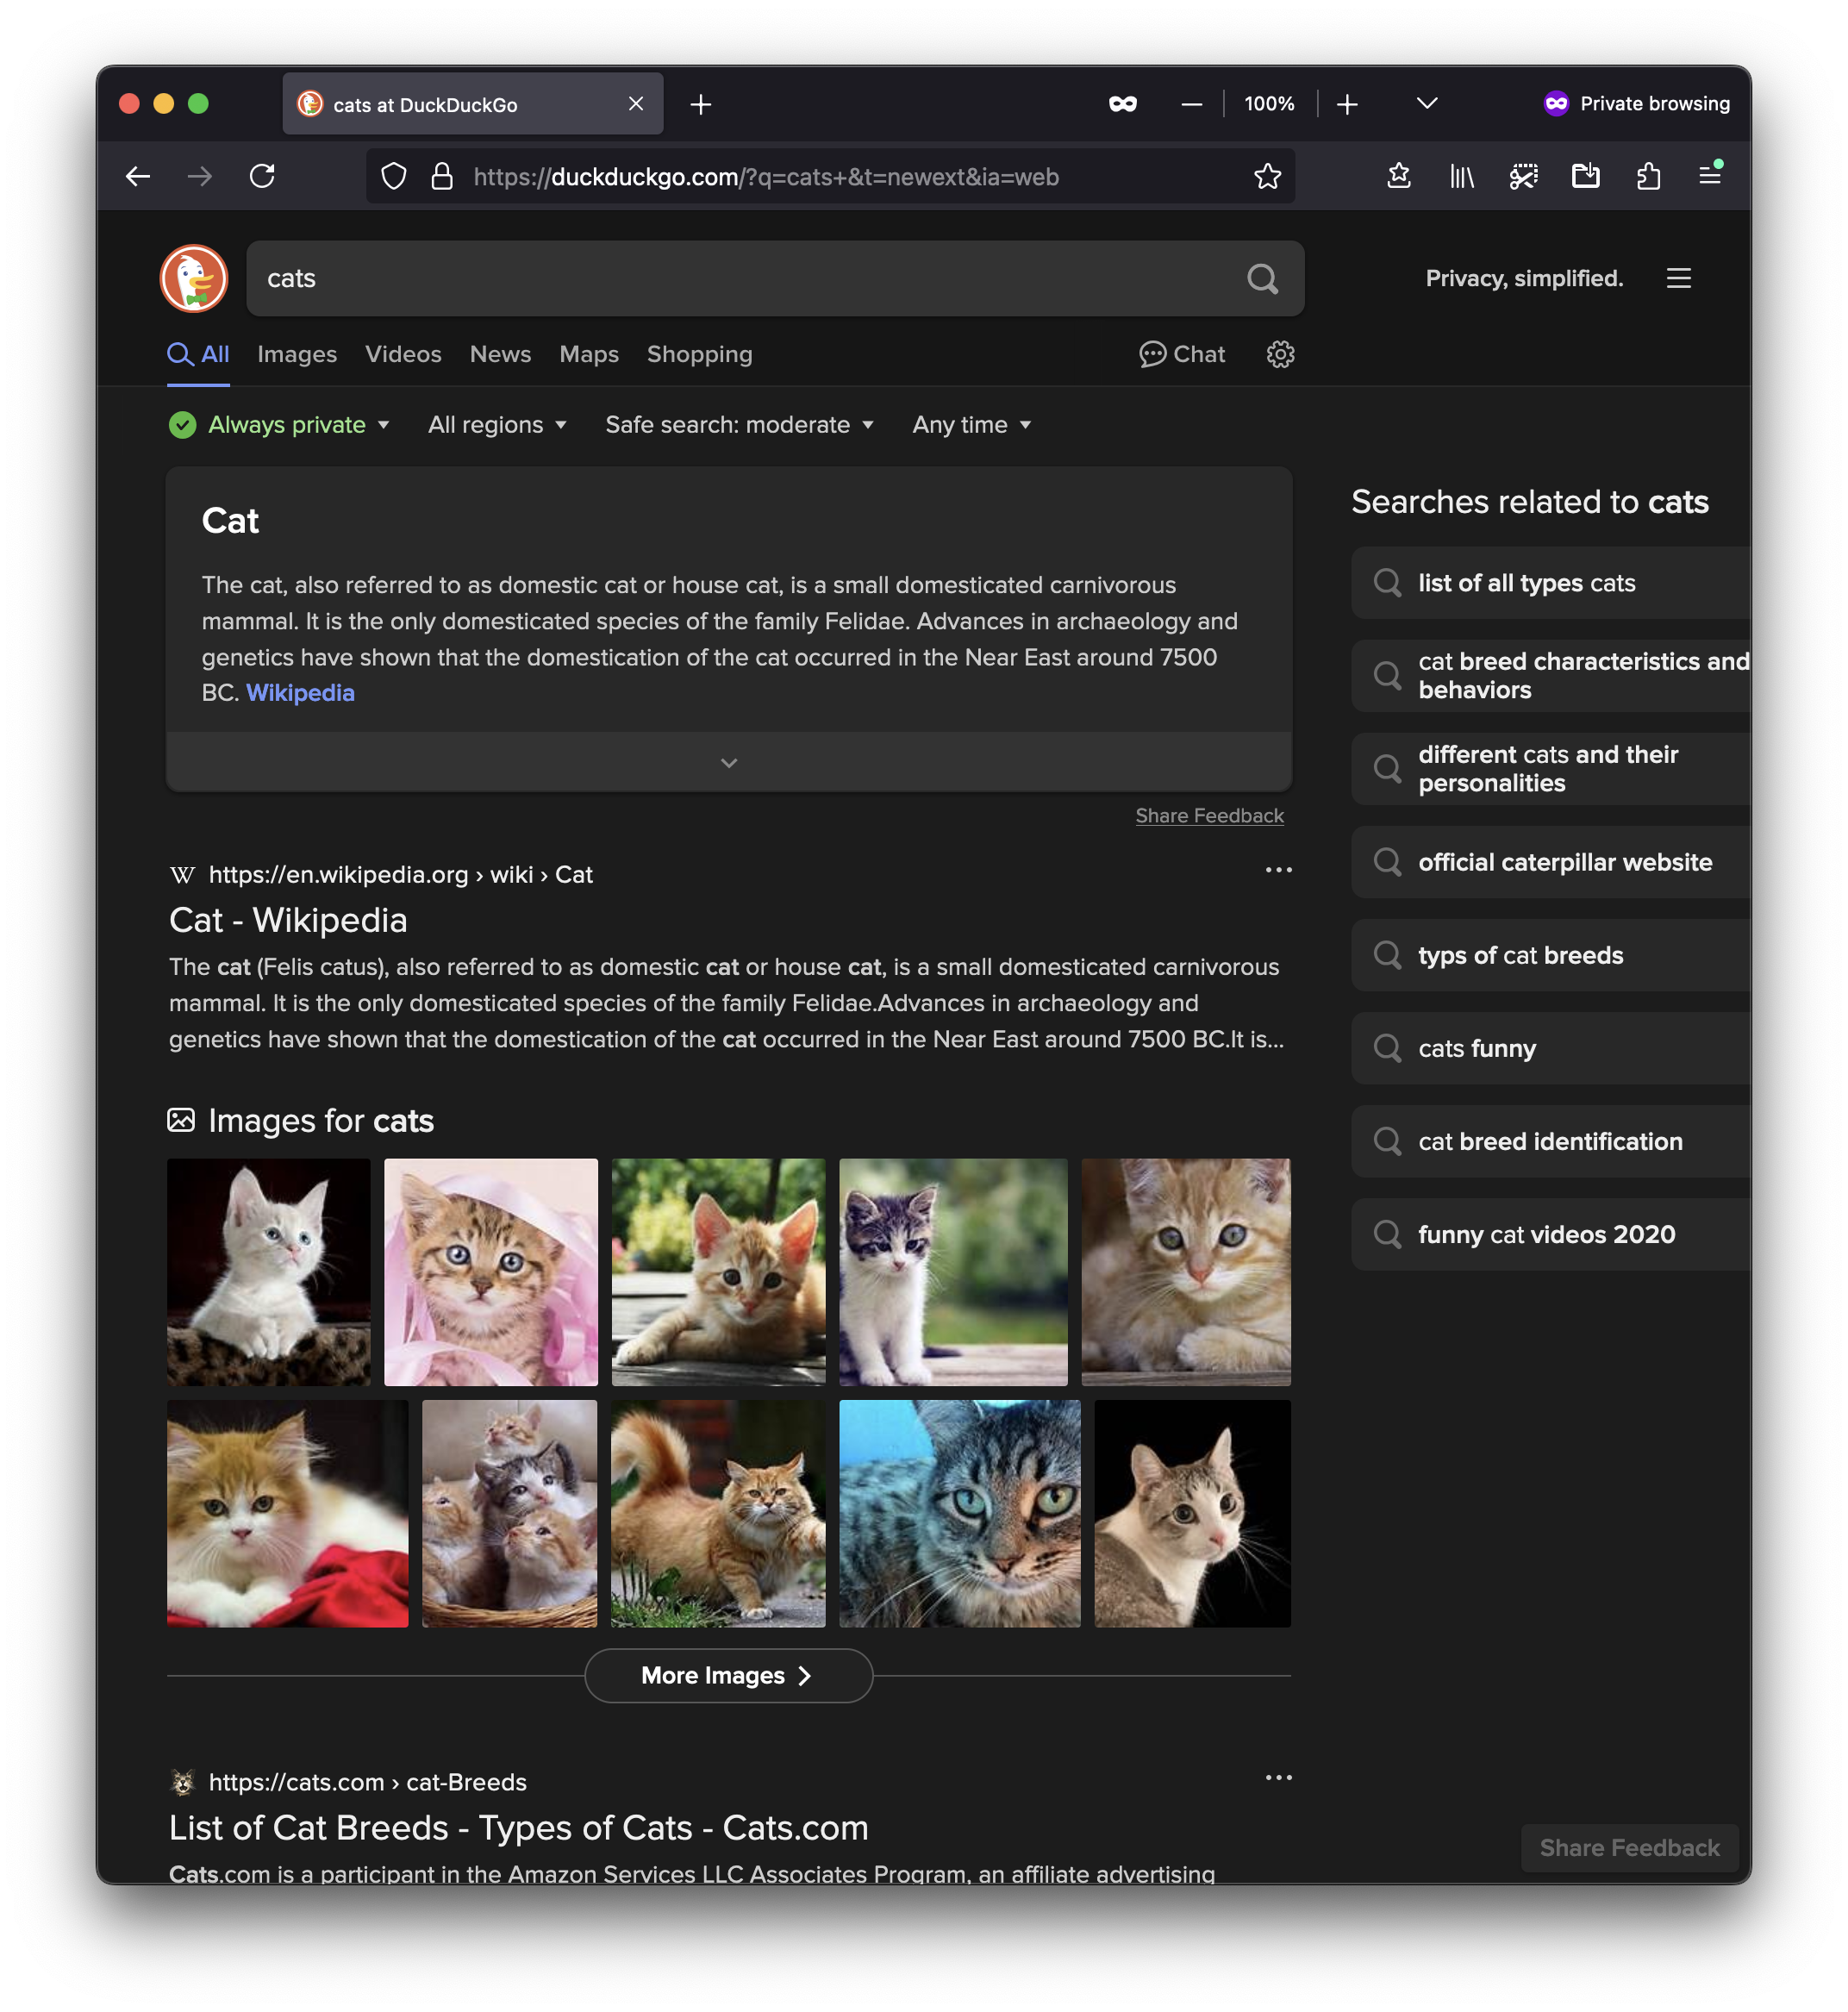 cats at DuckDuckGo
100%
Private browsing
https://duckduckgo.com/?q=cats+&t=newext&ia=web
cats
Privacy, simplified.
All
Images
Videos
News
Maps
Shopping
Chat
Always private
All regions
Safe search: moderate
Any time
Cat
The cat, also referred to as domestic cat or house cat, is a small domesticated carnivorous
mammal. It is the only domesticated species of the family Felidae. Advances in archaeology and
genetics have shown that the domestication of the cat occurred in the Near East around 7500
BC. Wikipedia
Share Feedback
W https://en.wikipedia.org › wiki › Cat
Cat - Wikipedia
The cat (Felis catus), also referred to as domestic cat or house cat, is a small domesticated carnivorous
mammal. It is the only domesticated species of the family Felidae.Advances in archaeology and
genetics have shown that the domestication of the cat occurred in the Near East around 7500 BC.It is...
Images for cats
More Images
https://cats.com › cat-Breeds
List of Cat Breeds - Types of Cats - Cats.com
Cats.com is a participant in the Amazon Services LLC Associates Program, an affiliate advertising
Searches related to cats
list of all types cats
cat breed characteristics and
behaviors
different cats and their
personalities
official caterpillar website
typs of cat breeds
cats funny
cat breed identification
funny cat videos 2020
Share Feedback